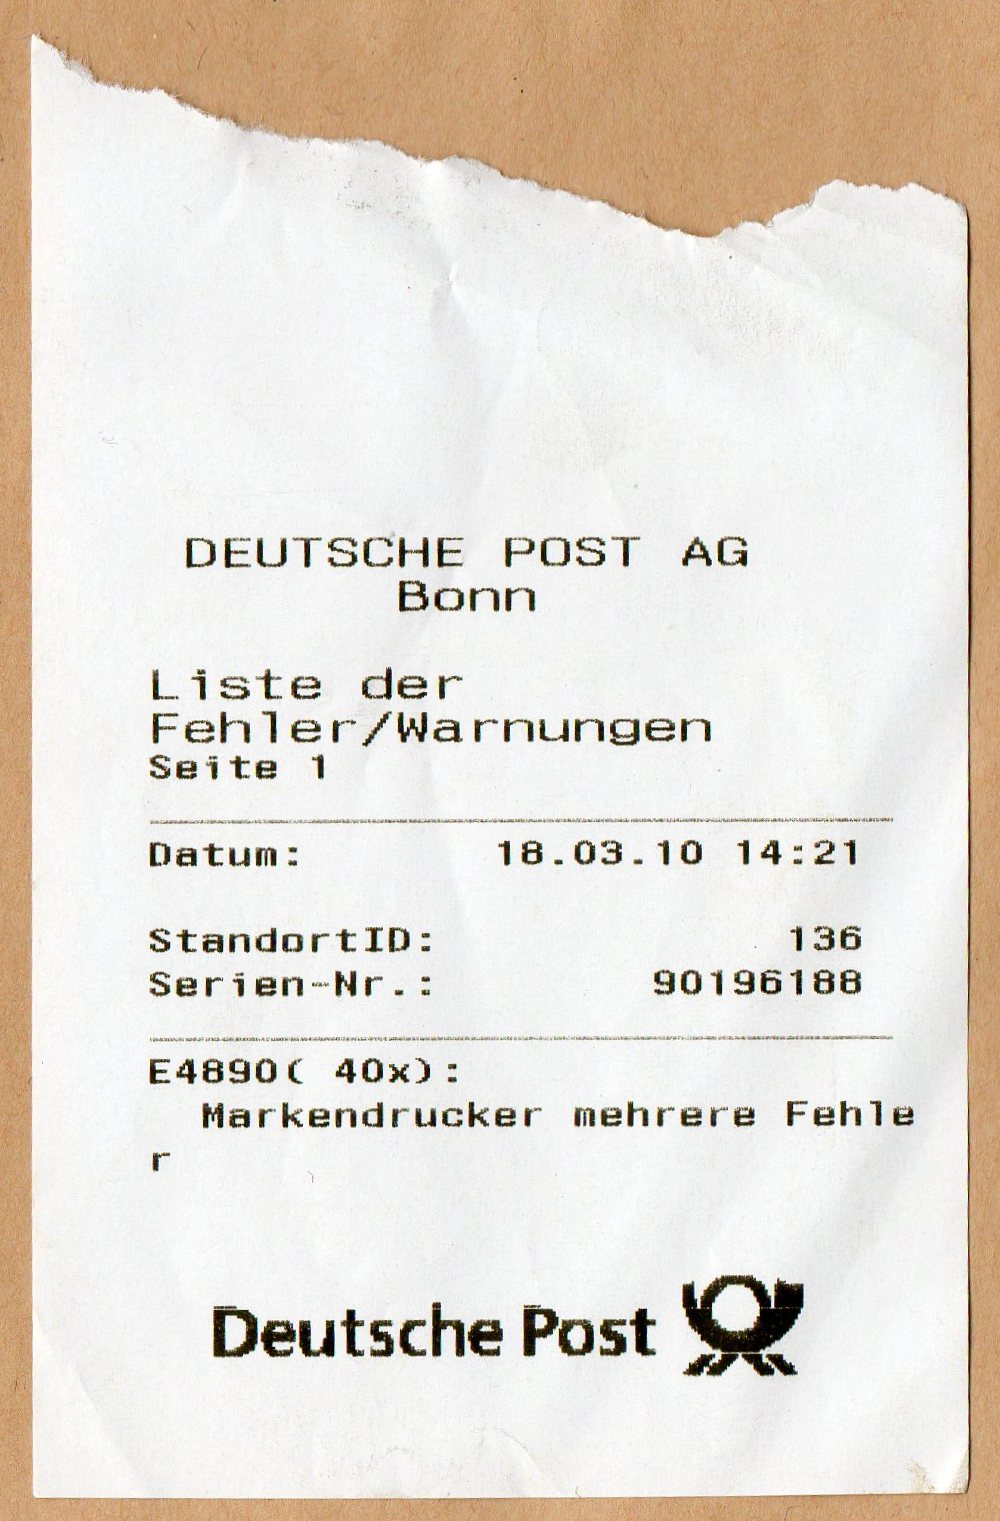 DEUTSCHE POST AG
Bonn
Liste der
Fehler/Warnungen
Seite 1
Datum: 18.03.10 14:21
StandortID: 136
Serien-Nr.: 90196188
E4890( 40x):
Markendrucker mehrere Fehle
r
Deutsche Post